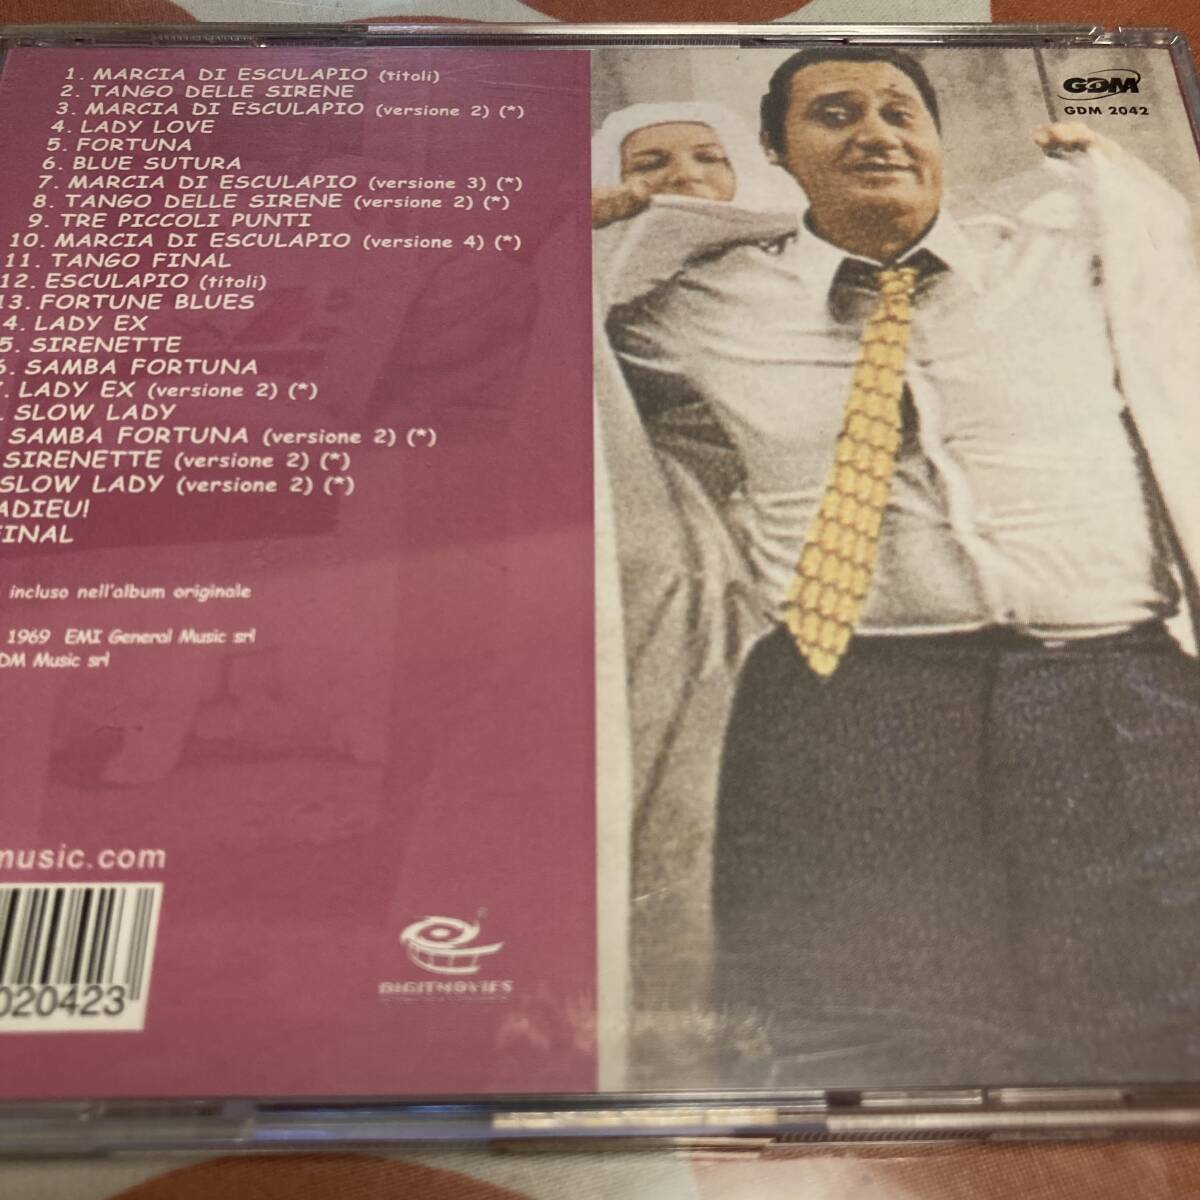 1. MARCIA DI ESCULAPIO (titoli)
2. TANGO DELLE SIRENE
3. MARCIA DI ESCULAPIO (versione 2) (*)
4. LADY LOVE
5. FORTUNA
6. BLUE SUTURA
7. MARCIA DI ESCULAPIO (versione 3) (*)
8. TANGO DELLE SIRENE (versione 2) (*)
9. TRE PICCOLI PUNTI
10. MARCIA DI ESCULAPIO (versione 4) (*)
11. TANGO FINAL
12. ESCULAPIO (titoli)
13. FORTUNE BLUES
4. LADY EX
5. SIRENETTE
6. SAMBA FORTUNA
. LADY EX (versione 2) (*)
. SLOW LADY
SAMBA FORTUNA (versione 2) (*)
SIRENETTE (versione 2) (*)
SLOW LADY (versione 2) (*)
ADIEU!
FINAL
incluso nell'album originale
1969 EMI General Music srl
DM Music srl
music.com
020423
DIGITMOVIES
GDM
GDM 2042